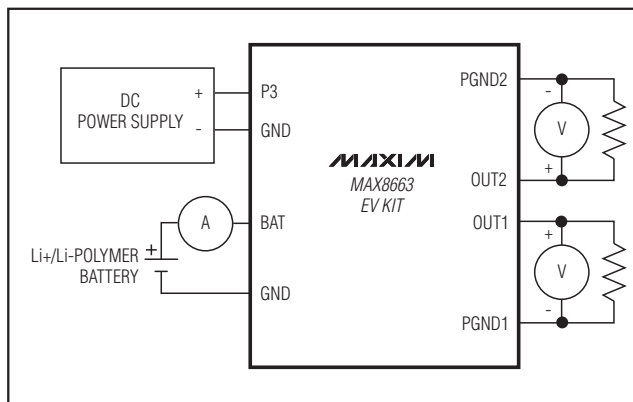 DC
POWER SUPPLY
+
-
P3
GND
Li+/Li-POLYMER
BATTERY
+
A
BAT
GND
MAXIM
MAX8663
EV KIT
PGND2
-
V
+
OUT2
OUT1
+
V
-
PGND1